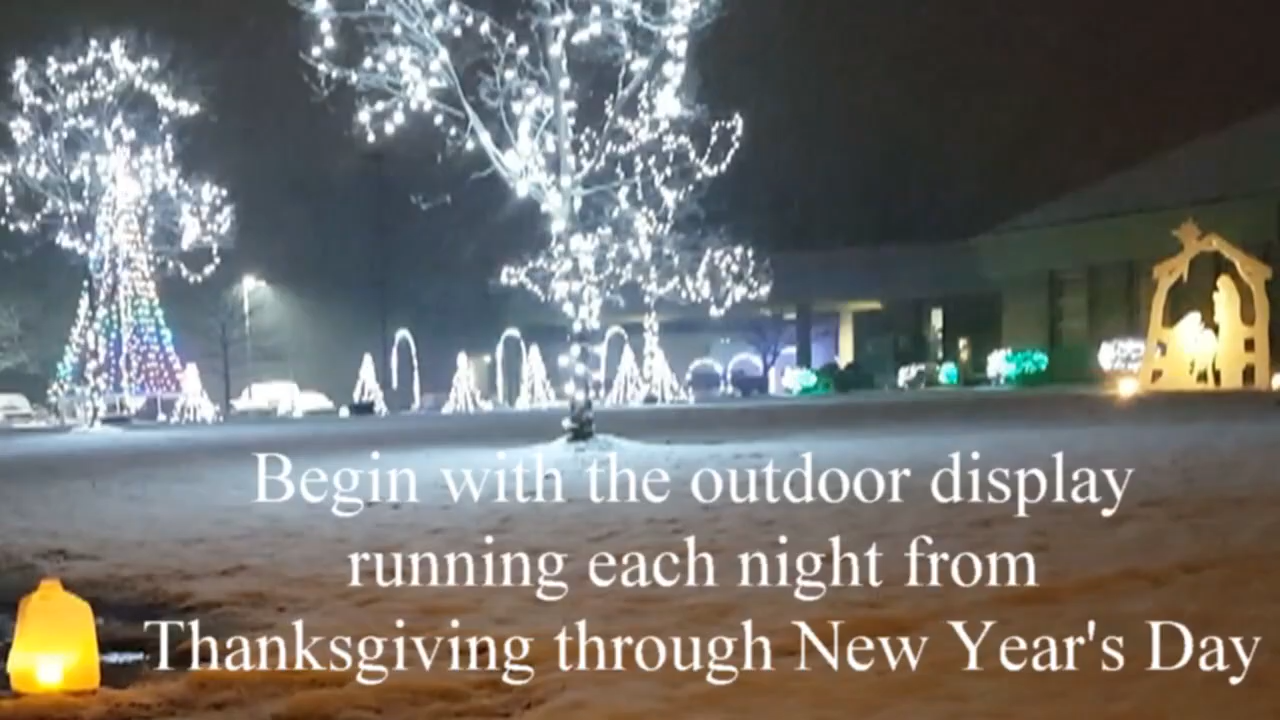 Begin with the outdoor display
running each night from
Thanksgiving through New Year's Day